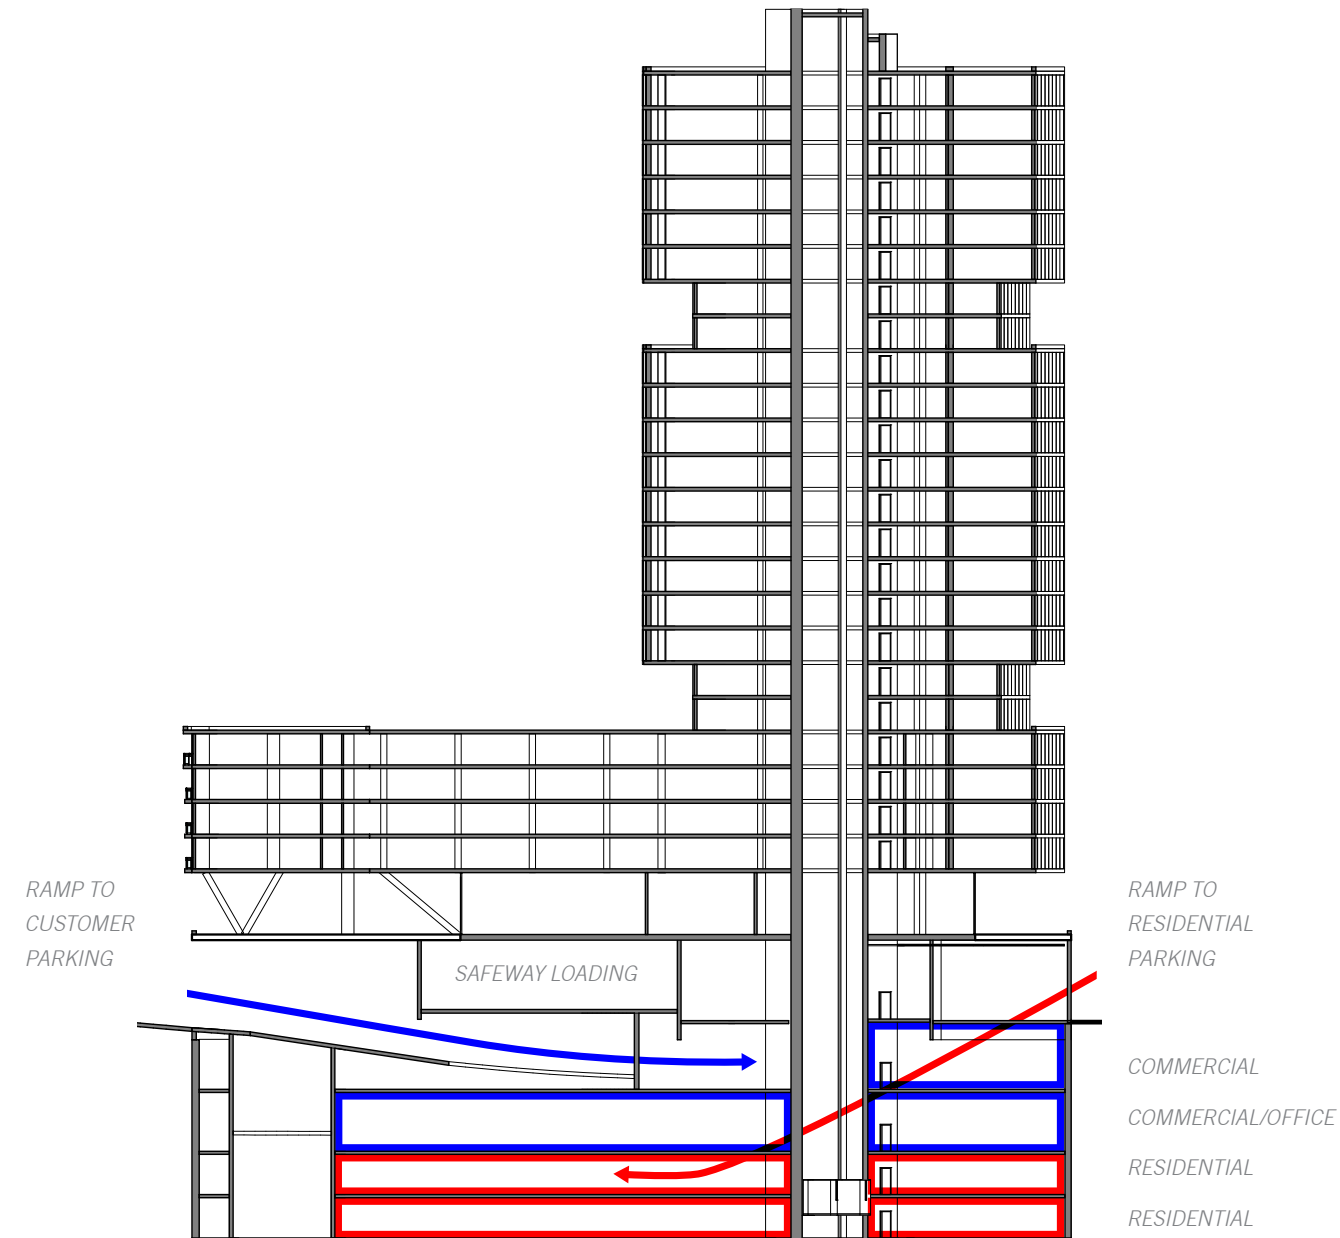 RAMP TO
CUSTOMER
PARKING
SAFEWAY LOADING
RAMP TO
RESIDENTIAL
PARKING
COMMERCIAL
COMMERCIAL/OFFICE
RESIDENTIAL
RESIDENTIAL